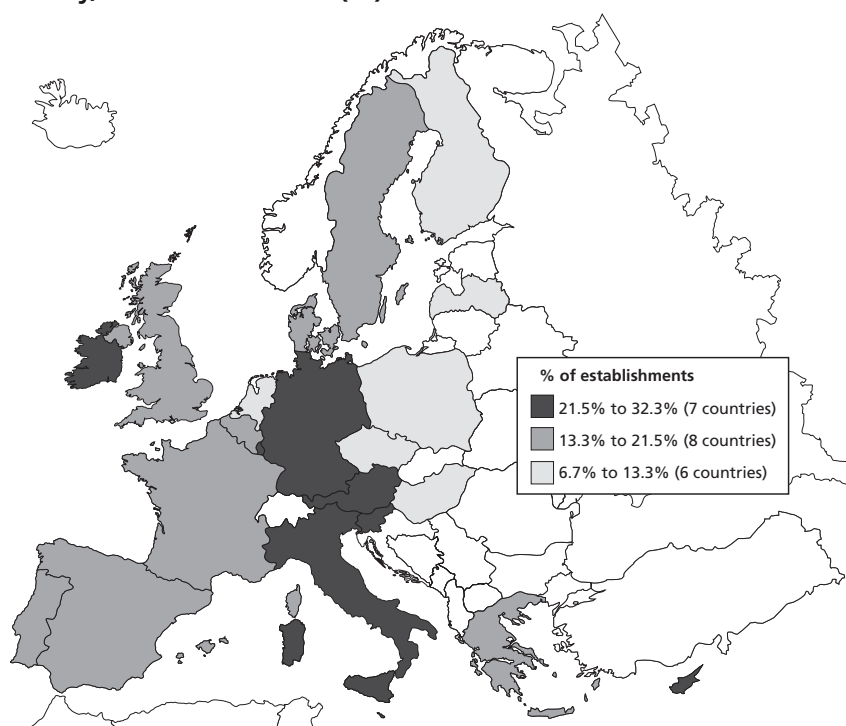 % of establishments
21.5% to 32.3% (7 countries)
13.3% to 21.5% (8 countries)
6.7% to 13.3% (6 countries)